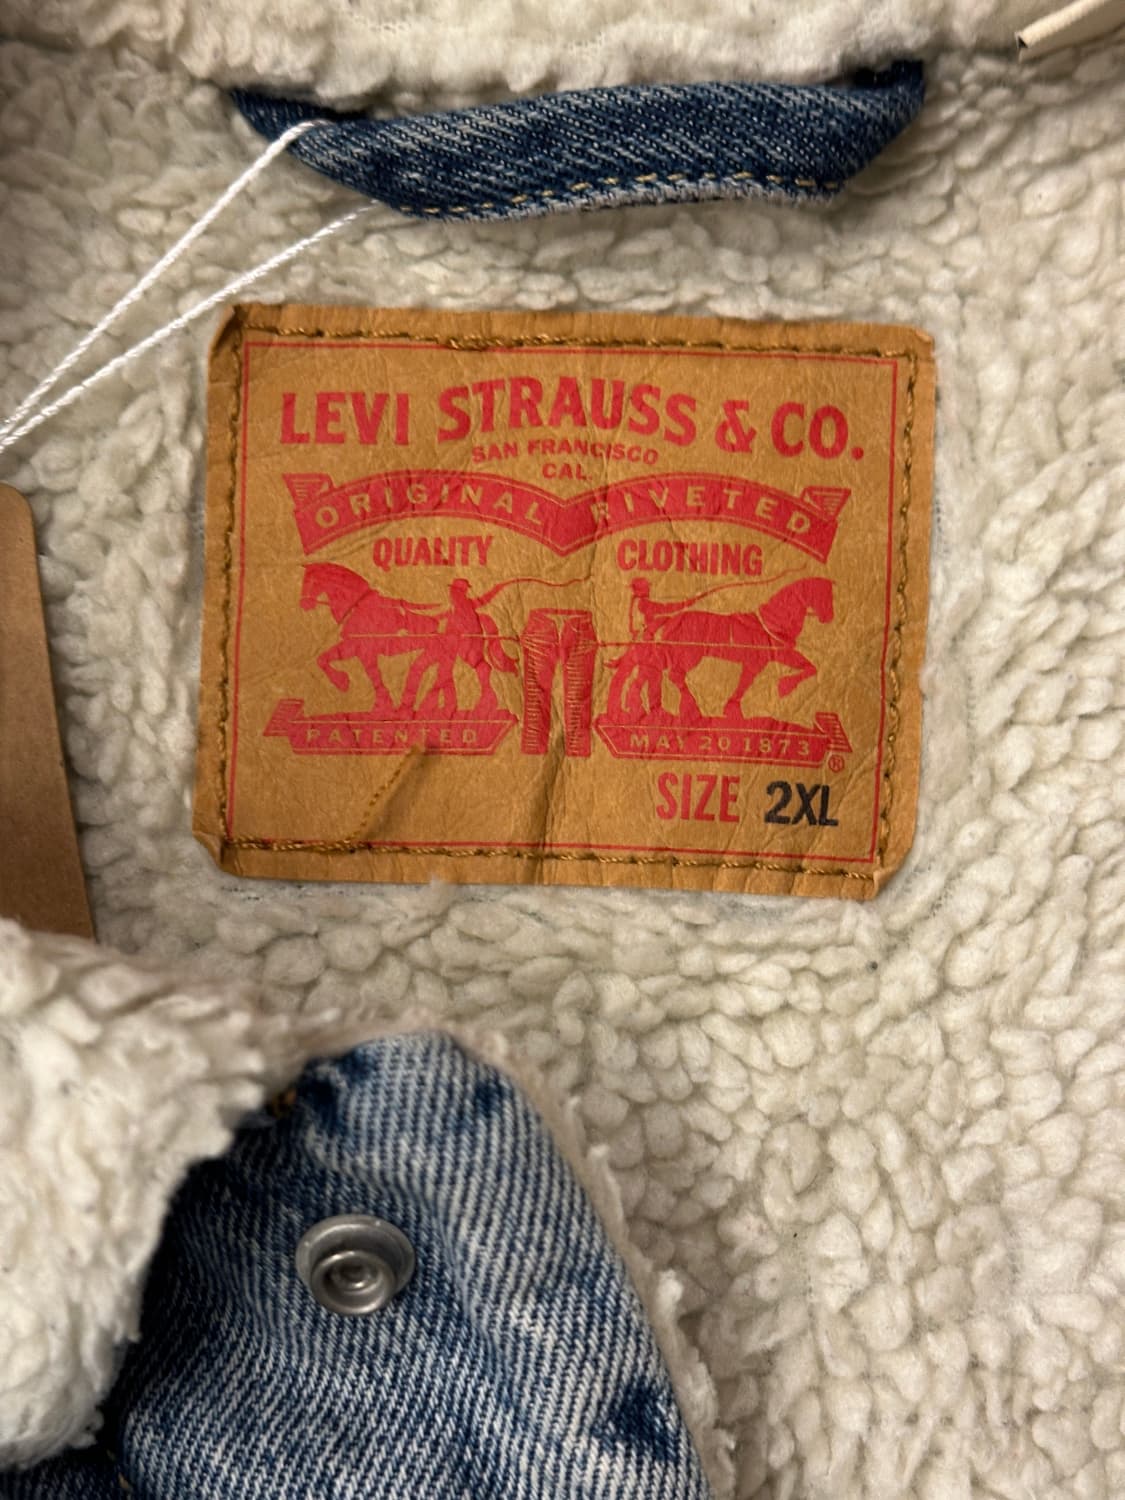 LEVI STRAUSS & CO.
SAN FRANCISCO
CAL.
ORIGINAL RIVETED
QUALITY CLOTHING
PATENTED MAY 20 1873
®
SIZE 2XL